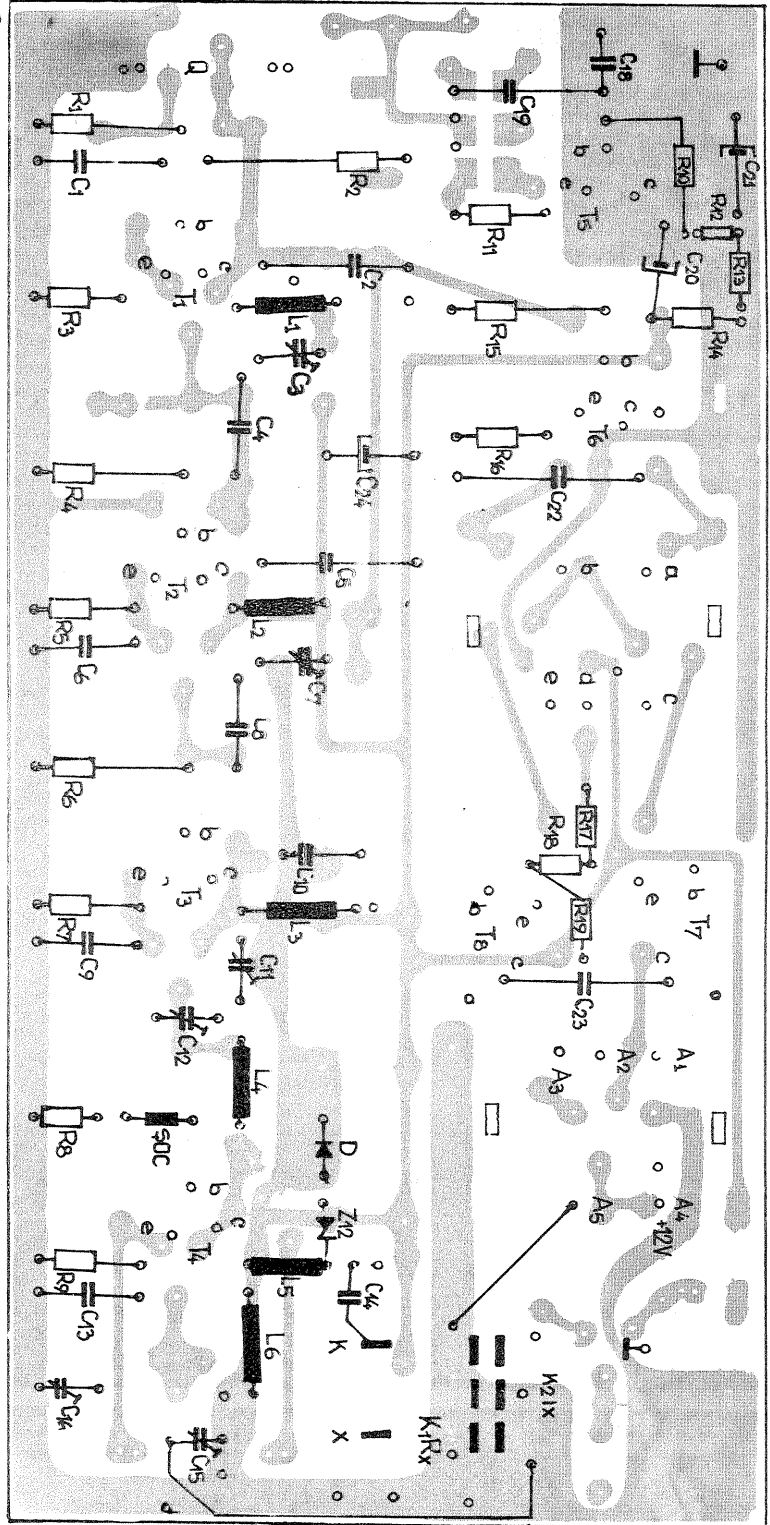 Q
C18
C19
R1
C1
R2
b
R10
C21
c
e
T5
R12
R11
b
c
C20
R13
e
c
C2
T1
R3
L1
R15
R14
C3
b
c
e
T6
C4
R16
C24
R4
C22
b
C5
b
a
c
e
T2
R5
L2
C6
C7
e
d
c
R6
R17
R18
b
C10
e
c
T3
b
e
e
b
T7
R7
L3
T8
R19
C9
c
c
C11
C23
C12
L4
A3
A2
A1
R8
SOC
D
b
c
e
T4
Z12
A5
A4
+12V
R9
L5
C13
C14
L6
K
K2 Tx
C14
C15
X
K1Rx